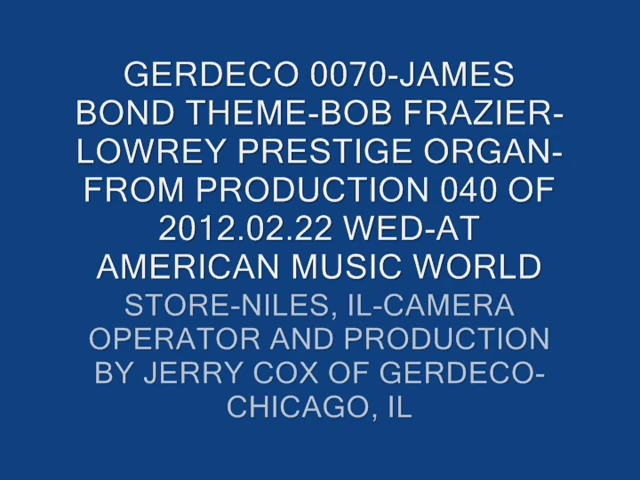 GERDECO 0070-JAMES
BOND THEME-BOB FRAZIER-
LOWREY PRESTIGE ORGAN-
FROM PRODUCTION 040 OF
2012.02.22 WED-AT
AMERICAN MUSIC WORLD
STORE-NILES, IL-CAMERA
OPERATOR AND PRODUCTION
BY JERRY COX OF GERDECO-
CHICAGO, IL